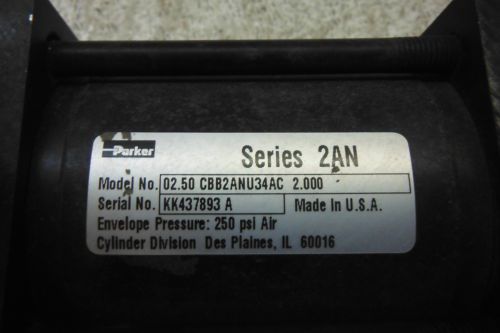 Parker
Series 2AN
Model No. 02.50 CBB2ANU34AC 2.000
Serial No. KK437893 A Made In U.S.A.
Envelope Pressure: 250 psi Air
Cylinder Division Des Plaines, IL 60016